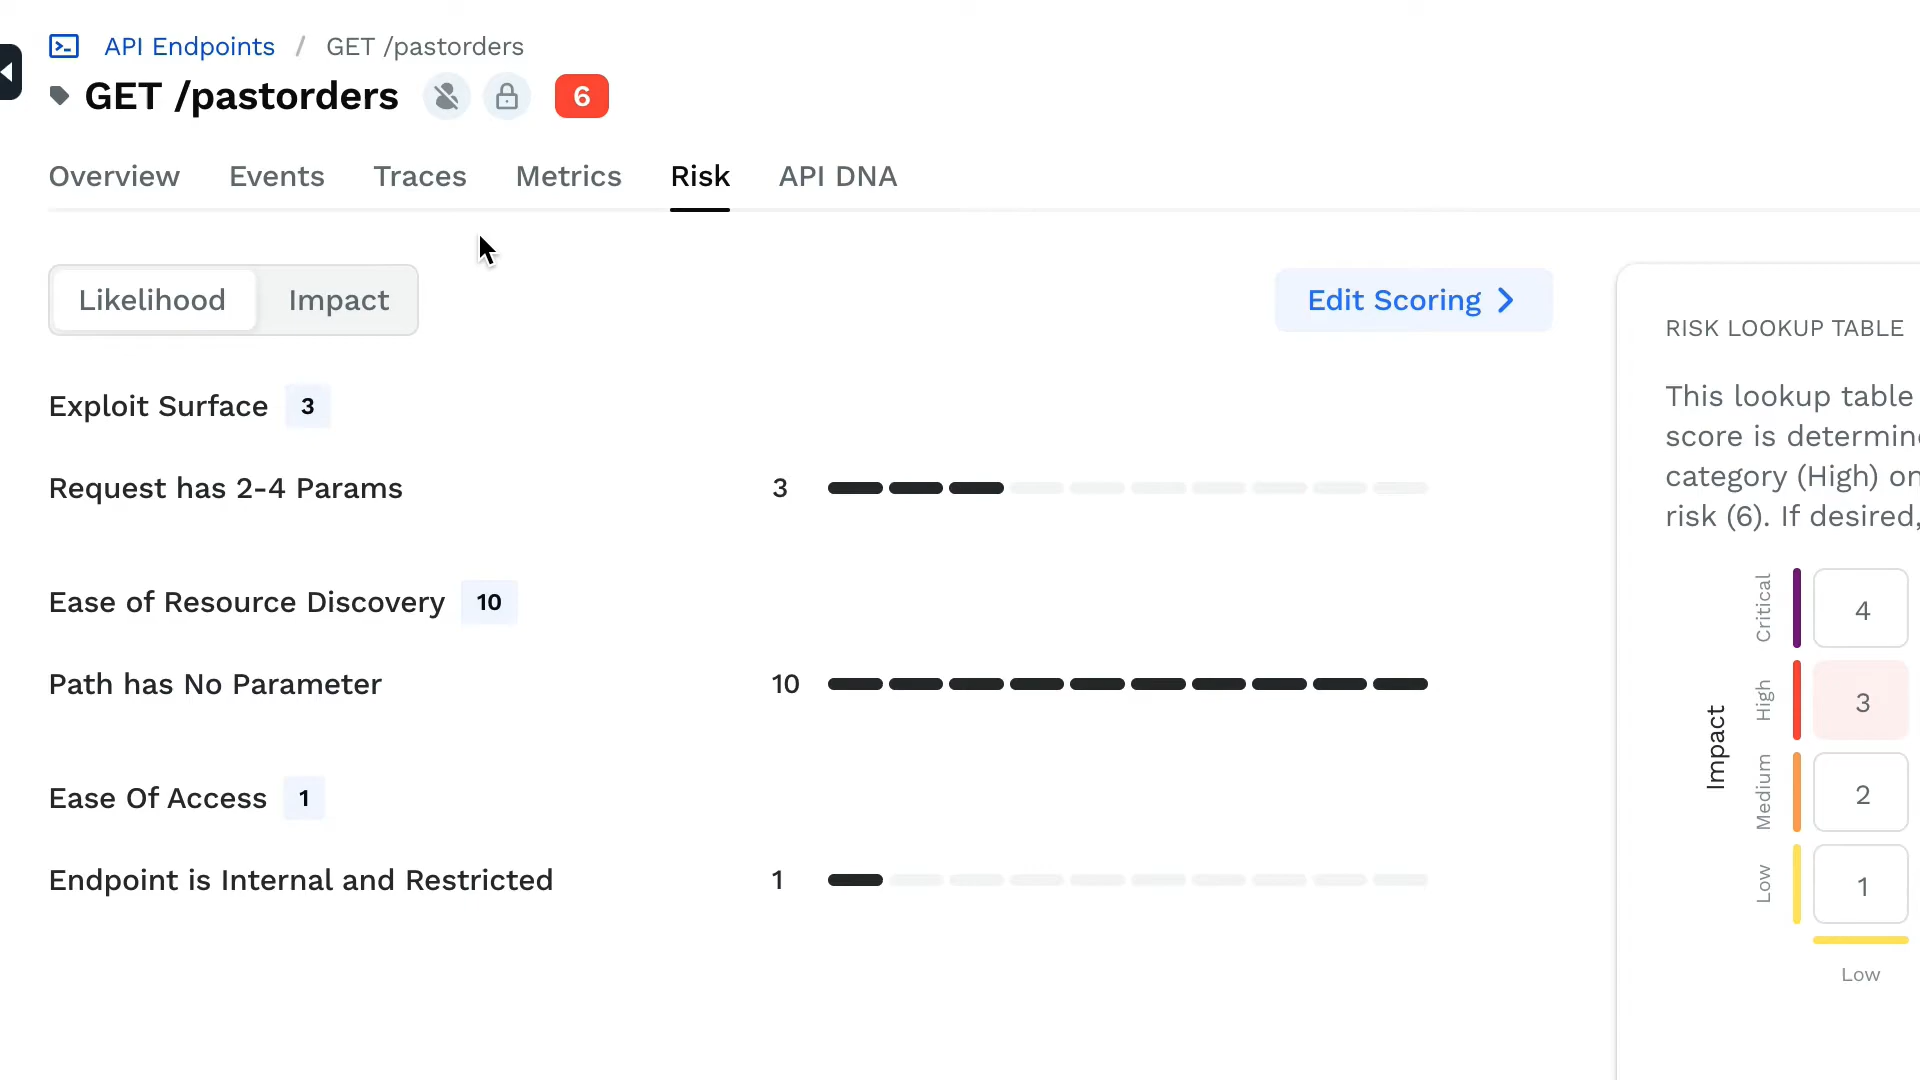 API Endpoints / GET /pastorders
GET /pastorders 6
Overview Events Traces Metrics Risk API DNA
Likelihood Impact
Edit Scoring
Exploit Surface 3
Request has 2-4 Params 3
Ease of Resource Discovery 10
Path has No Parameter 10
Ease Of Access 1
Endpoint is Internal and Restricted 1
RISK LOOKUP TABLE
This lookup table
score is
category (High)
risk (6). If desired,
Impact
Critical 4
High 3
Medium 2
Low 1
Low